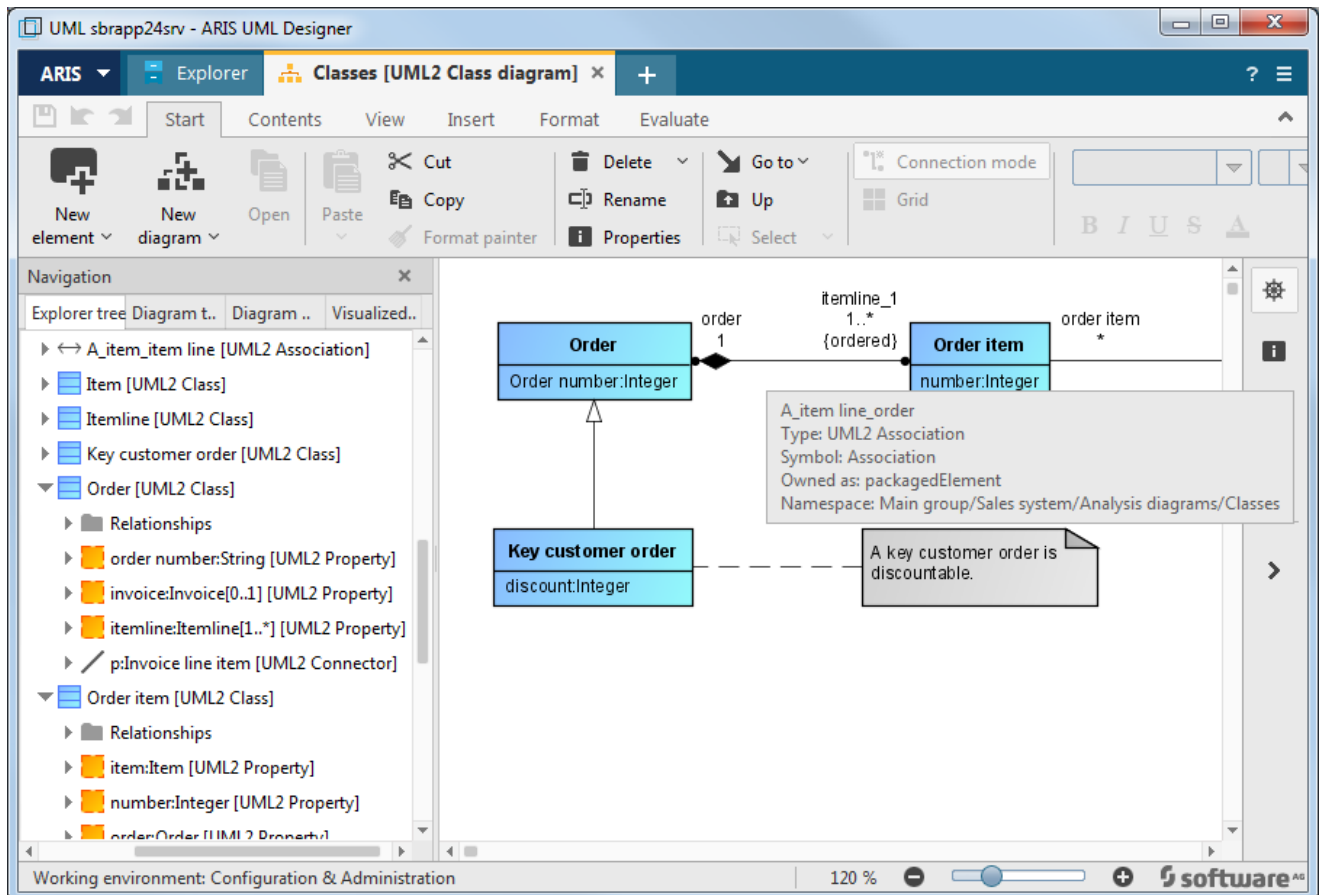 UML sbrapp24srv - ARIS UML Designer
ARIS Explorer Classes [UML2 Class diagram] × + ?
Start Contents View Insert Format Evaluate
New element
New diagram
Open
Paste
Cut
Copy
Format painter
Delete
Rename
Properties
Go to
Up
Select
Connection mode
Grid
B I U S A
Navigation ×
Explorer tree Diagram t.. Diagram .. Visualized..
A_item_item line [UML2 Association]
Item [UML2 Class]
Itemline [UML2 Class]
Key customer order [UML2 Class]
Order [UML2 Class]
Relationships
order number:String [UML2 Property]
invoice:Invoice[0..1] [UML2 Property]
itemline:Itemline[1..*] [UML2 Property]
p:Invoice line item [UML2 Connector]
Order item [UML2 Class]
Relationships
item:Item [UML2 Property]
number:Integer [UML2 Property]
order:Order [UML2 Property]
Order
Order number:Integer
order
1
itemline_1
1..*
{ordered}
Order item
number:Integer
order item
*
A_item line_order
Type: UML2 Association
Symbol: Association
Owned as: packagedElement
Namespace: Main group/Sales system/Analysis diagrams/Classes
Key customer order
discount:Integer
A key customer order is
discountable.
Working environment: Configuration & Administration 120 % software AG